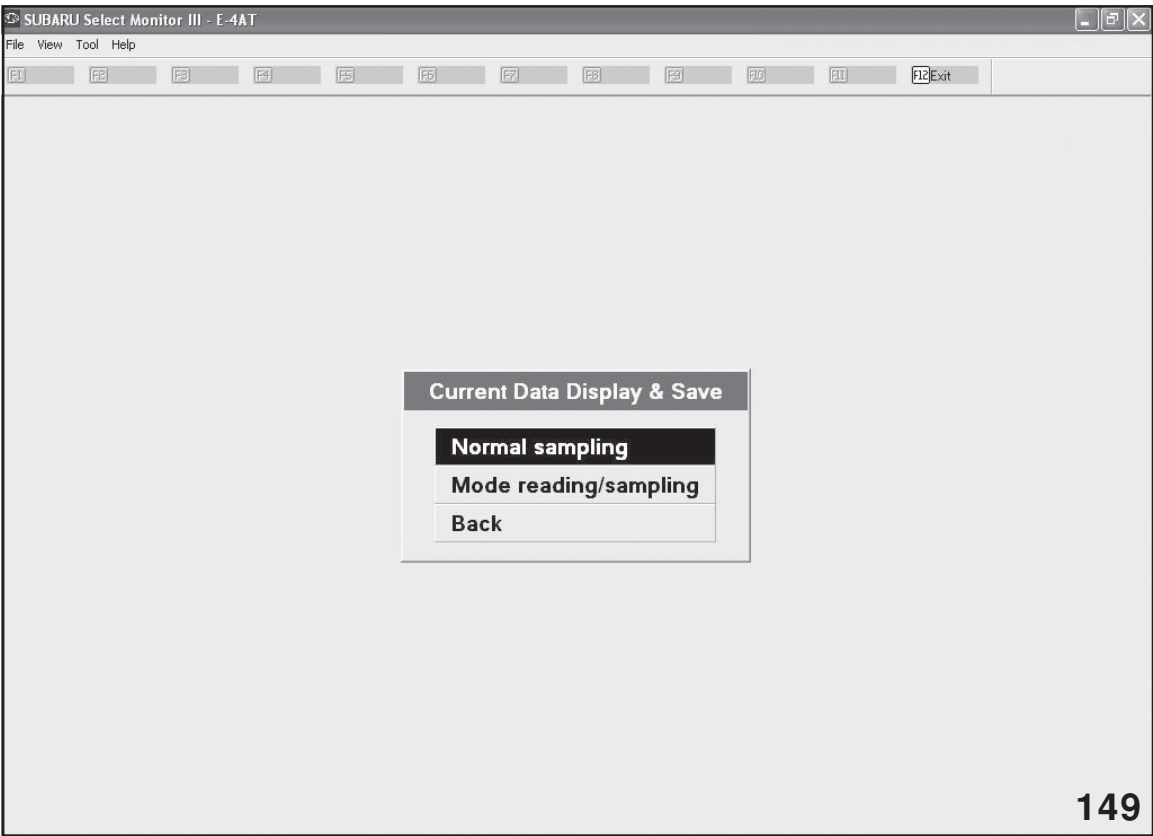 SUBARU Select Monitor III - E-4AT
File View Tool Help
F1 F2 F3 F4 F5 F6 F7 F8 F9 F10 F11 F12 Exit
Current Data Display & Save
Normal sampling
Mode reading/sampling
Back
149